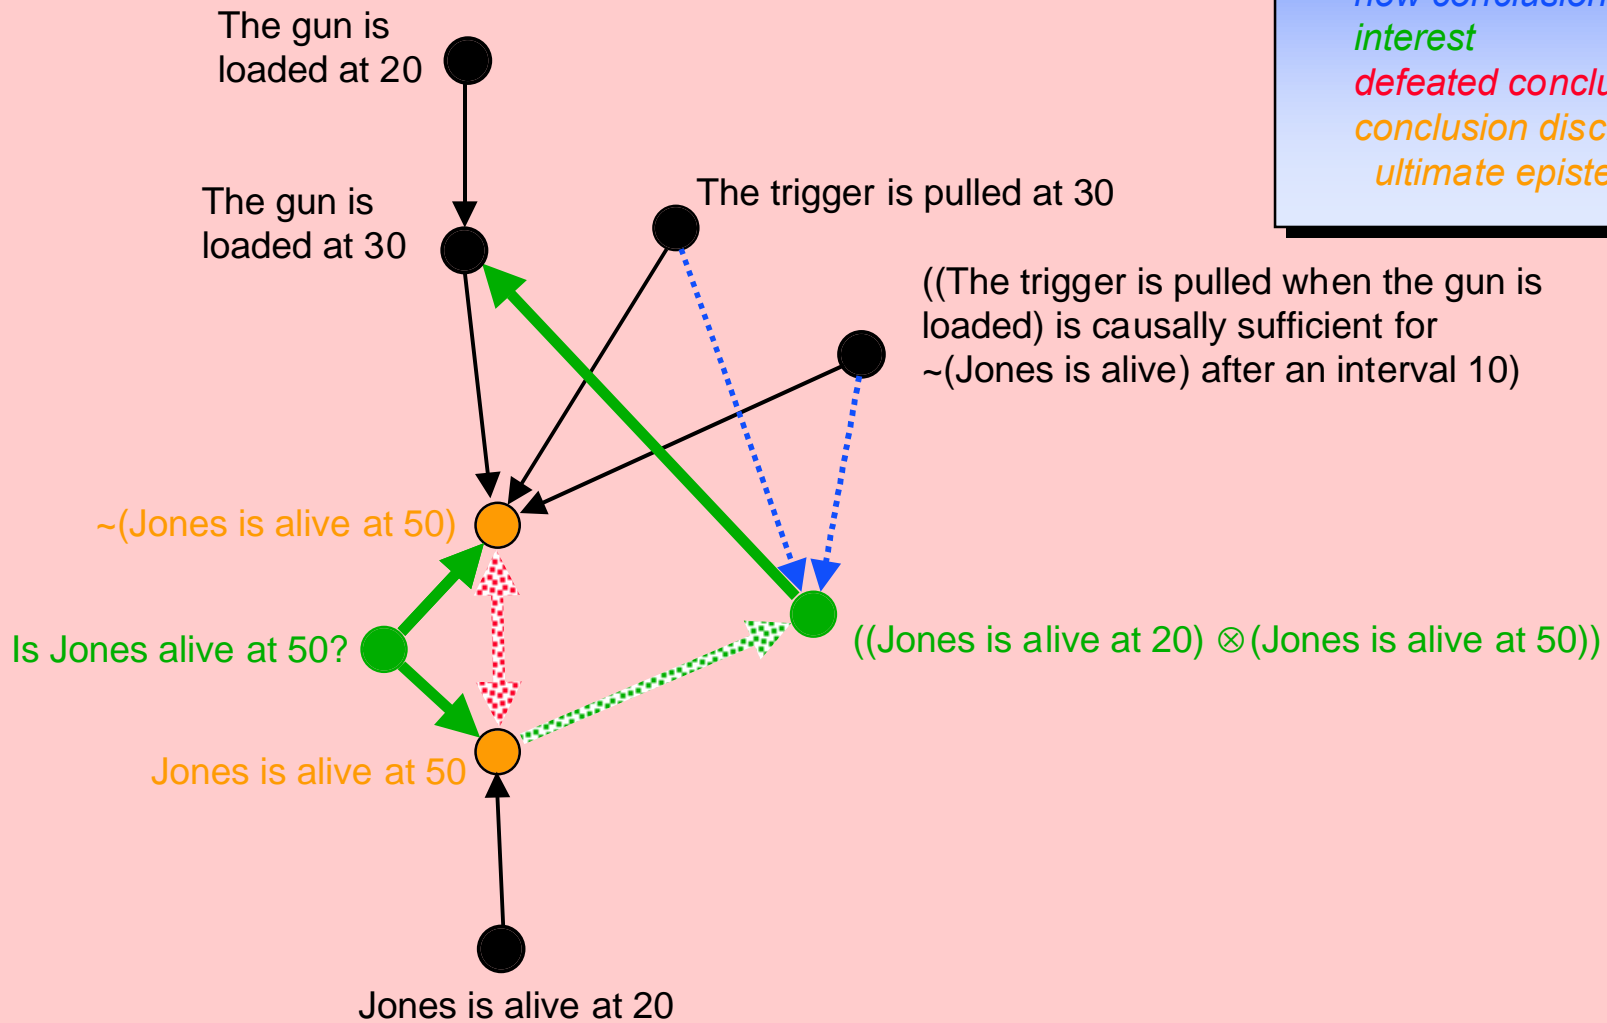 The gun is
loaded at 20
interest
defeated
conclusion
ultimate
The gun is
loaded at 30
The trigger is pulled at 30
((The trigger is pulled when the gun is
loaded) is causally sufficient for
~(Jones is alive) after an interval 10)
~(Jones is alive at 50)
Is Jones alive at 50?
((Jones is alive at 20) ⊗(Jones is alive at 50))
Jones is alive at 50
Jones is alive at 20